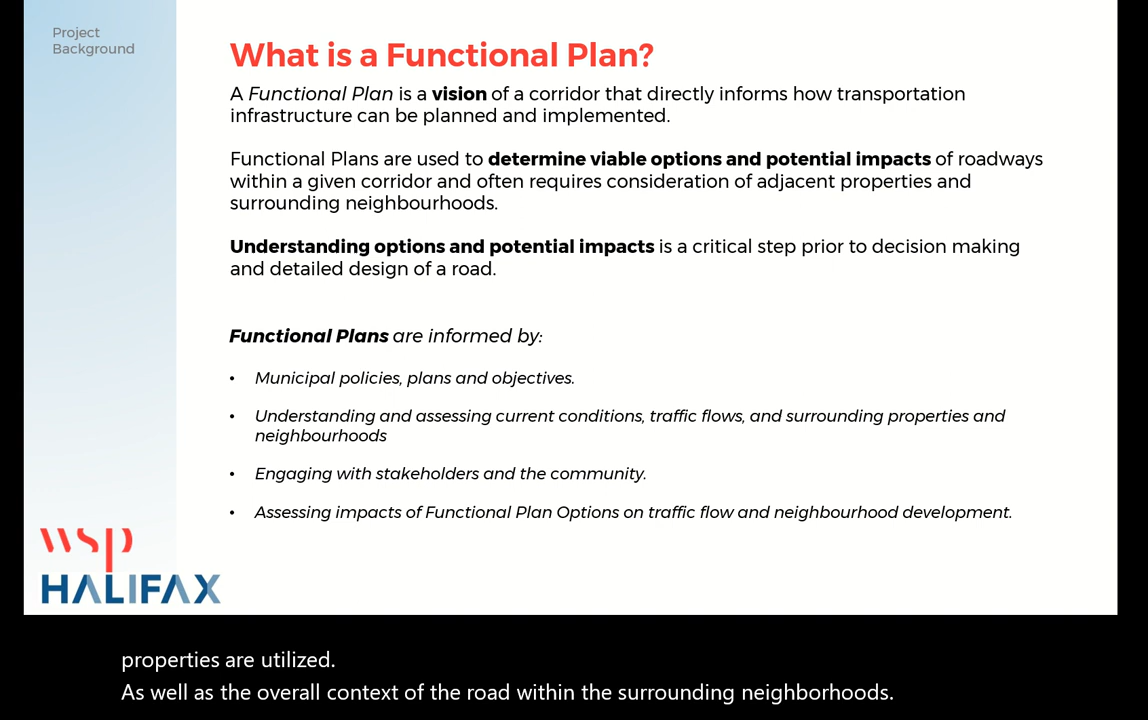 Project
Background
What is a Functional Plan?
A Functional Plan is a vision of a corridor that directly informs how transportation
infrastructure can be planned and implemented.
Functional Plans are used to determine viable options and potential impacts of roadways
within a given corridor and often requires consideration of adjacent properties and
surrounding neighbourhoods.
Understanding options and potential impacts is a critical step prior to decision making
and detailed design of a road.
Functional Plans are informed by:
• Municipal policies, plans and objectives.
• Understanding and assessing current conditions, traffic flows, and surrounding properties and
neighbourhoods
• Engaging with stakeholders and the community.
• Assessing impacts of Functional Plan Options on traffic flow and neighbourhood development.
wsp
HALIFAX
properties are utilized.
As well as the overall context of the road within the surrounding neighborhoods.